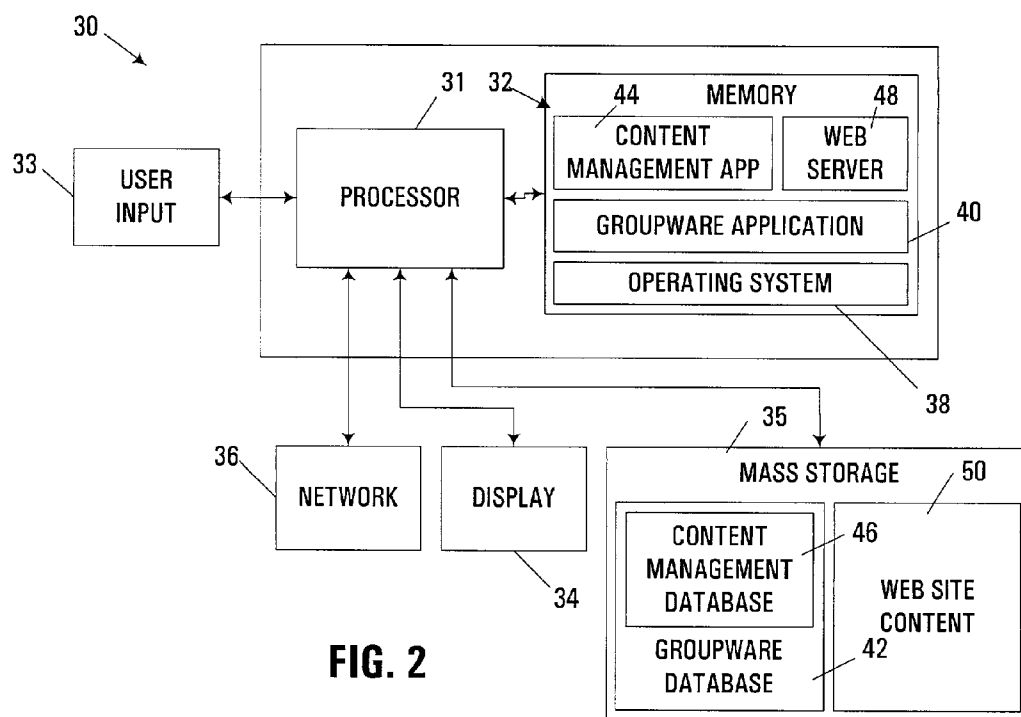 30
31
32
44
MEMORY
48
CONTENT
MANAGEMENT APP
WEB
SERVER
33
USER
INPUT
PROCESSOR
GROUPWARE APPLICATION
40
OPERATING SYSTEM
38
36
NETWORK
DISPLAY
34
35
MASS STORAGE
50
CONTENT
MANAGEMENT
DATABASE
46
WEB SITE
CONTENT
GROUPWARE
DATABASE
42
FIG. 2